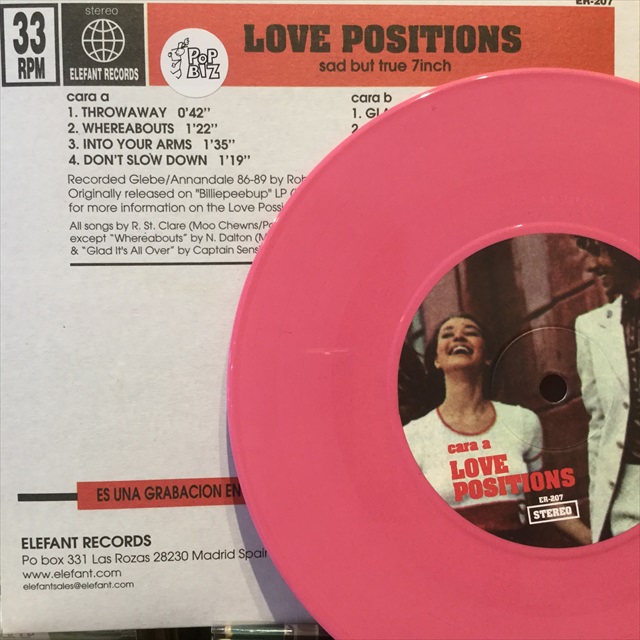 ER-207
33
RPM
stereo
ELEFANT RECORDS
POP
BIZ
LOVE POSITIONS
sad but true 7inch
cara a
1. THROWAWAY 0'42''
2. WHEREABOUTS 1'22''
3. INTO YOUR ARMS 1'35''
4. DON'T SLOW DOWN 1'19''
cara b
1.
2
Recorded Glebe/Annandale 86-89 by
Originally released on "Billiepeebup" LP
for more information on the Love
All songs by R. St. Clare (Moo Chewns/
except "Whereabouts" by N. Dalton
& "Glad It's All Over" by Captain
cara a
LOVE
POSITIONS
ER-207
STEREO
ES UNA GRABACION EN
ELEFANT RECORDS
Po box 331 Las Rozas 28230 Madrid Spain
www.elefant.com
elefantsales@elefant.com